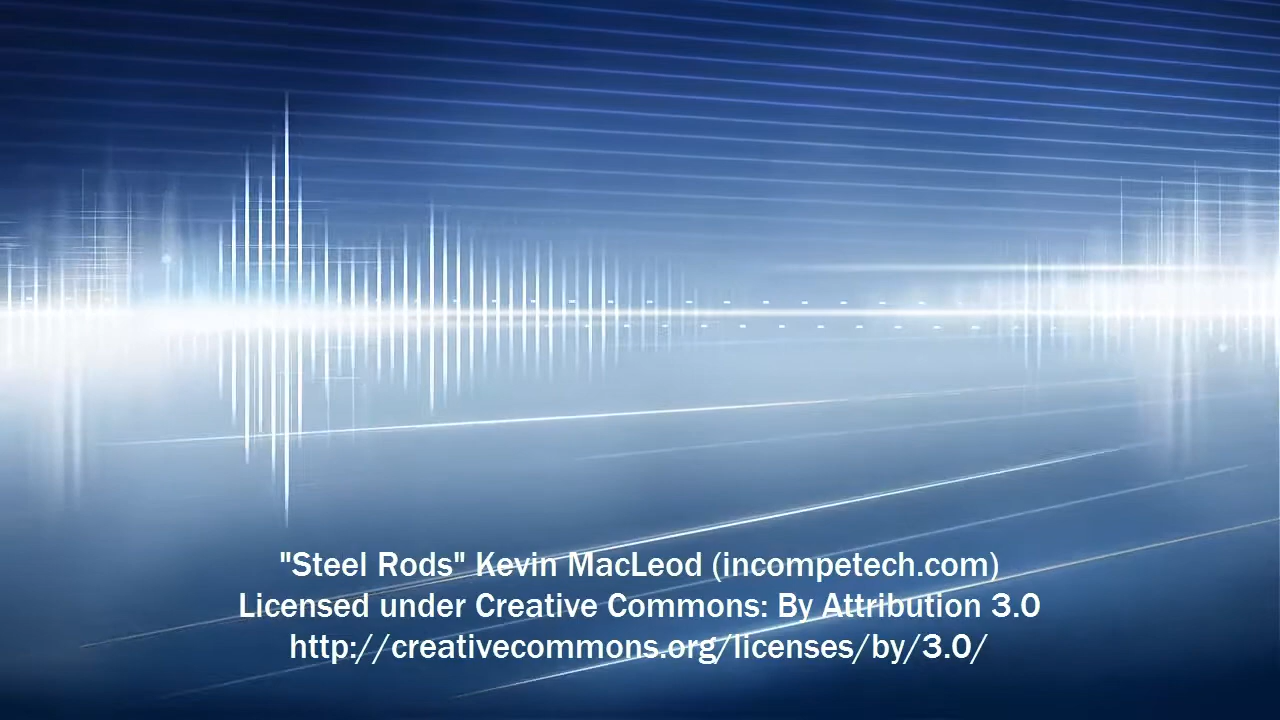 "Steel Rods" Kevin MacLeod (incompetech.com)
Licensed under Creative Commons: By Attribution 3.0
http://creativecommons.org/licenses/by/3.0/